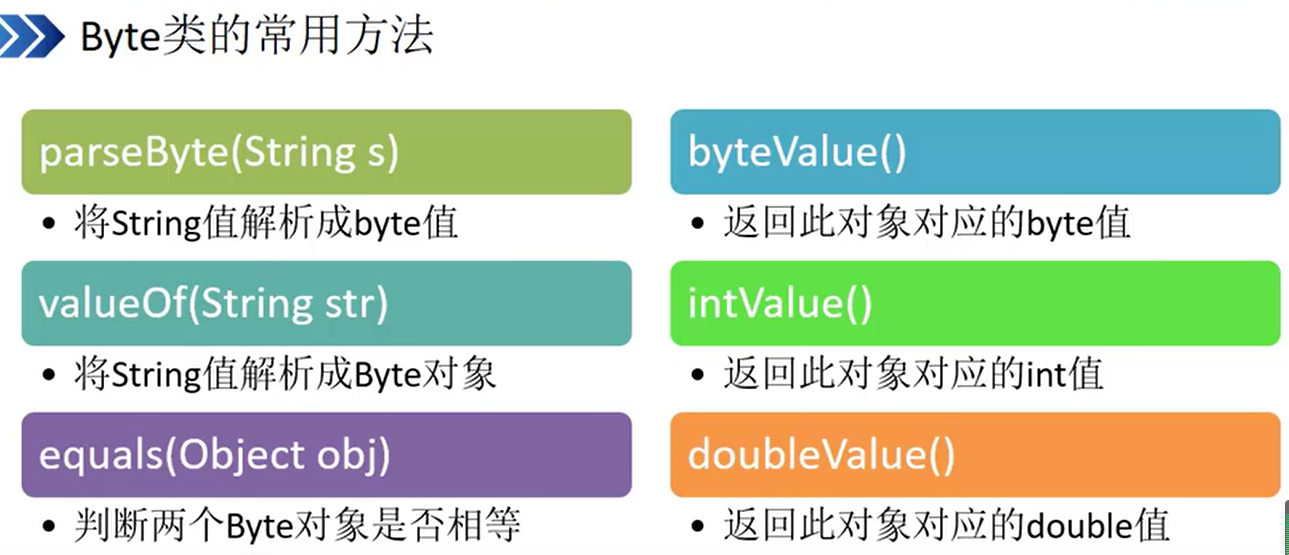 Byte类的常用方法
parseByte(String s)
• 将String值解析成byte值
valueOf(String str)
• 将String值解析成Byte对象
equals(Object obj)
• 判断两个Byte对象是否相等
byteValue()
• 返回此对象对应的byte值
intValue()
• 返回此对象对应的int值
doubleValue()
• 返回此对象对应的double值